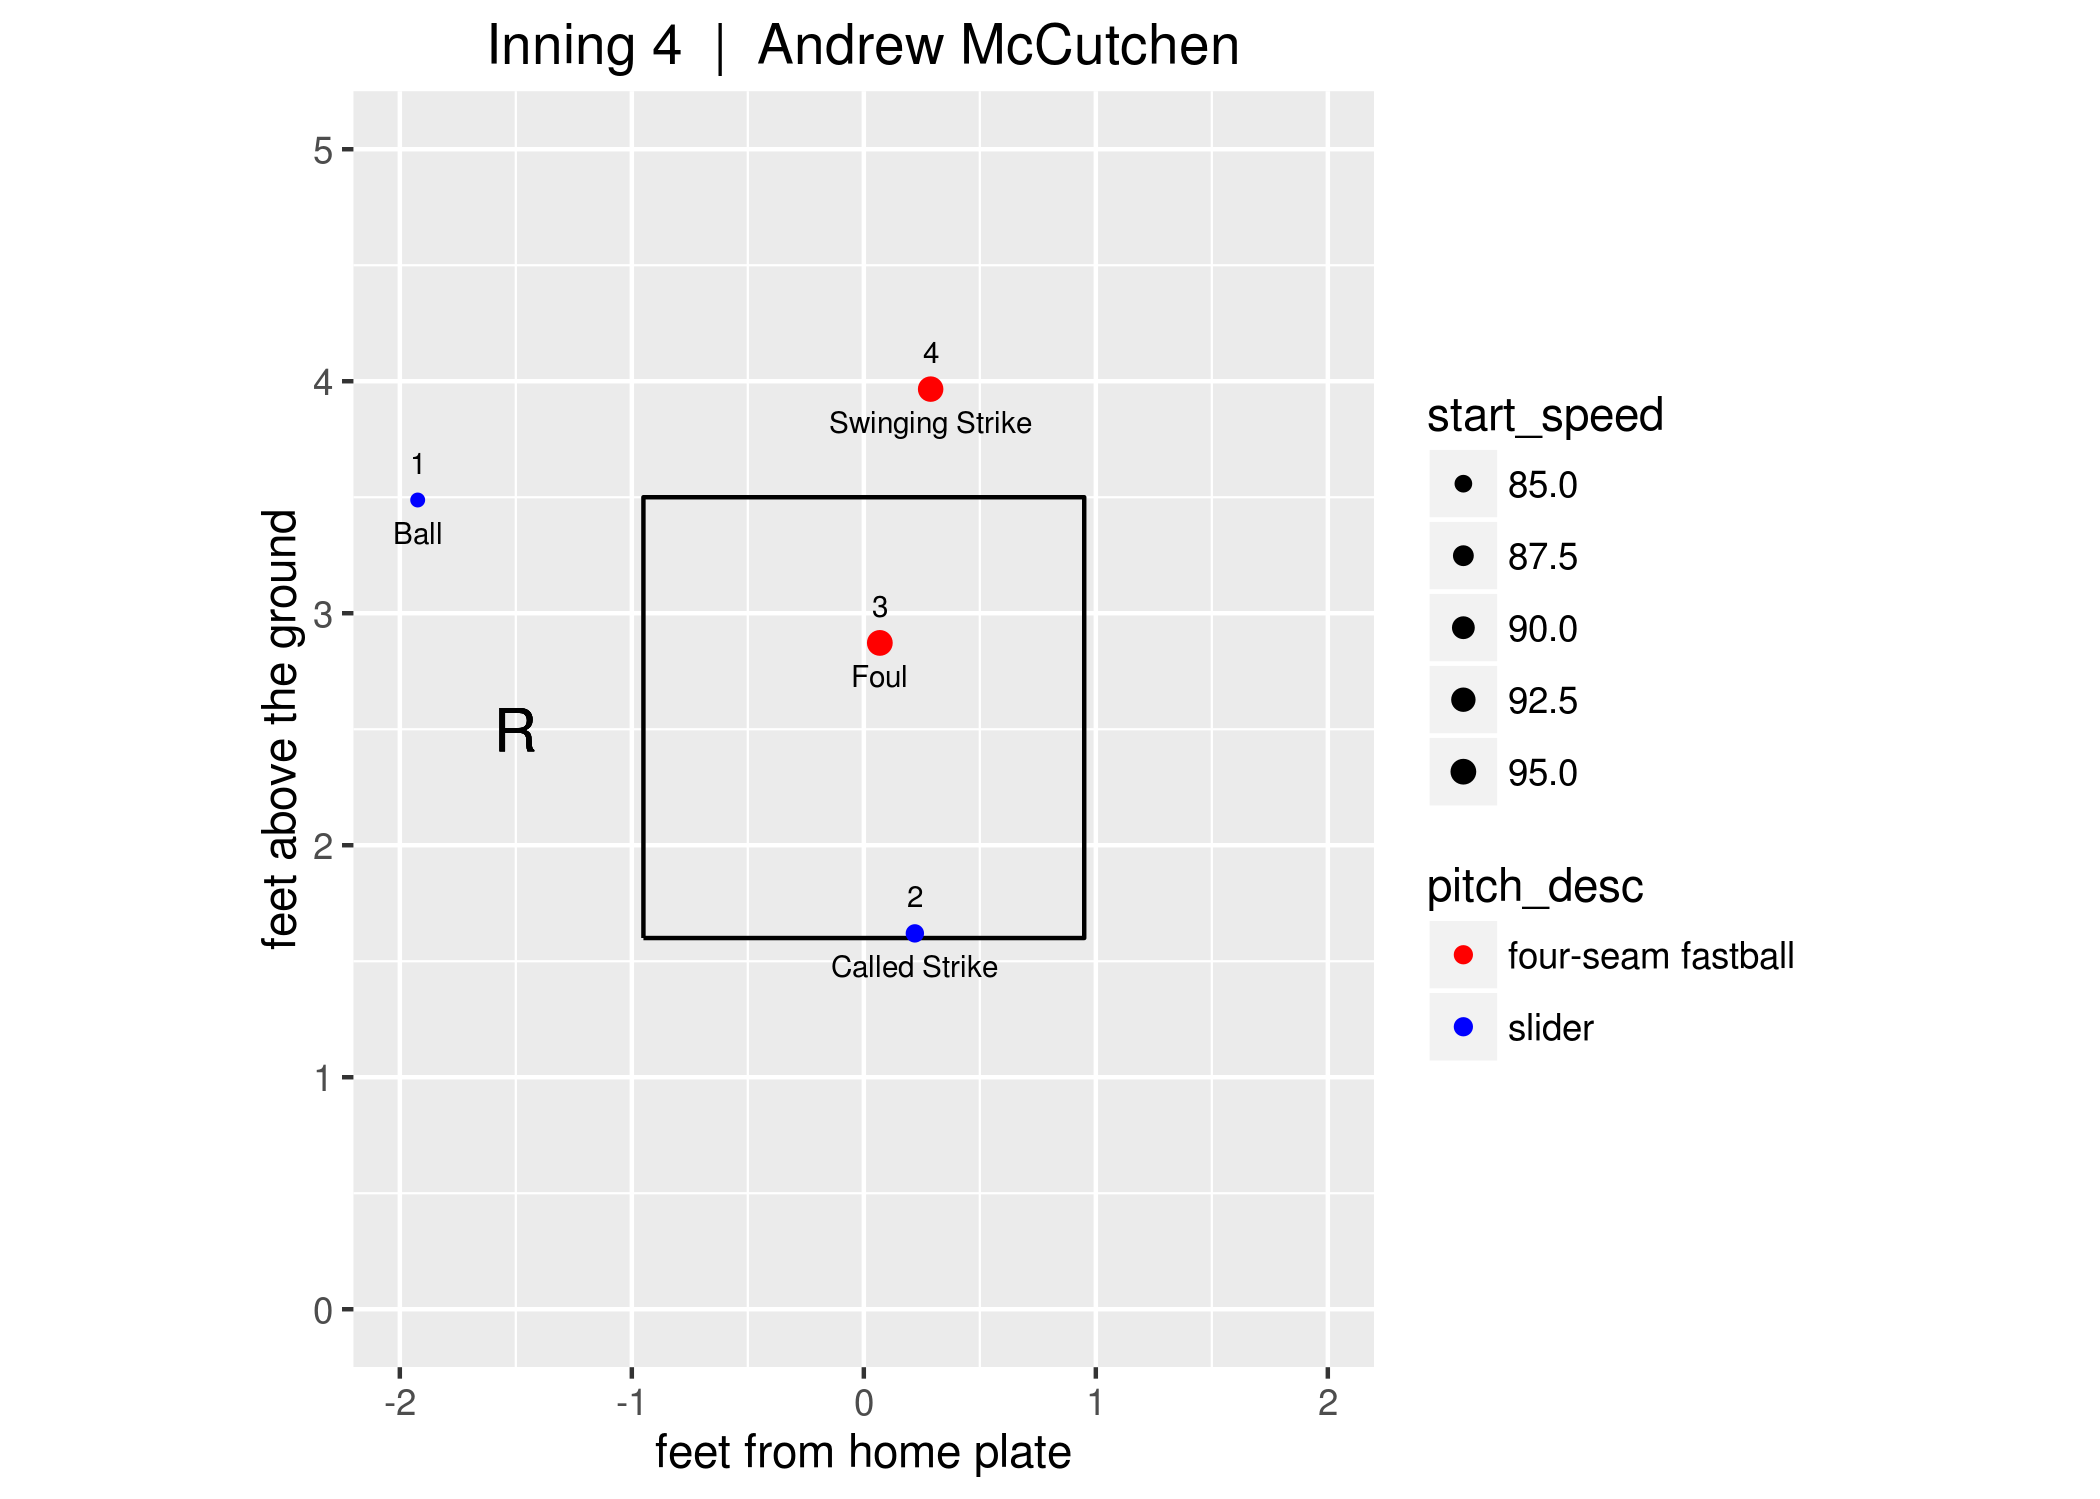 Inning 4 | Andrew McCutchen
5
4
3
2
1
0
feet above the ground
4
Swinging Strike
1
Ball
3
Foul
R
2
Called Strike
-2 -1 0 1 2
feet from home plate
start_speed
85.0
87.5
90.0
92.5
95.0
pitch_desc
four-seam fastball
slider